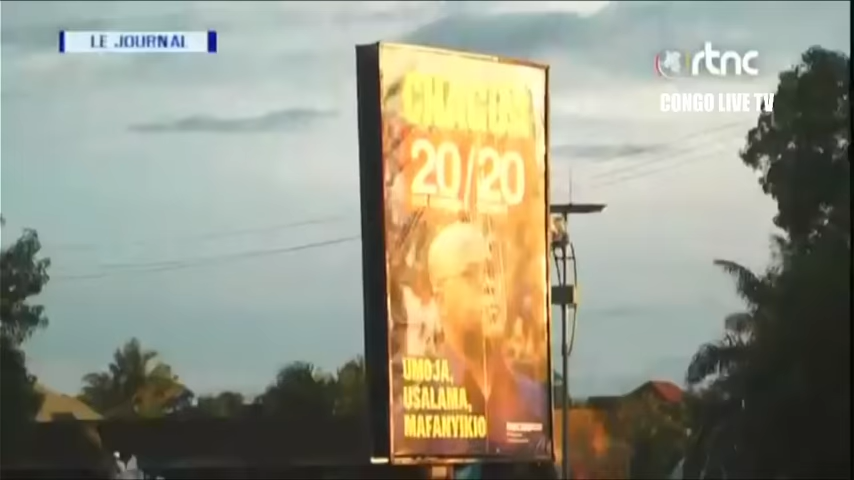 LE JOURNAL
rtnc
CONGO LIVE TV
CHAGUA
20/20
UMOJA,
USALAMA,
MAFANYIKIO